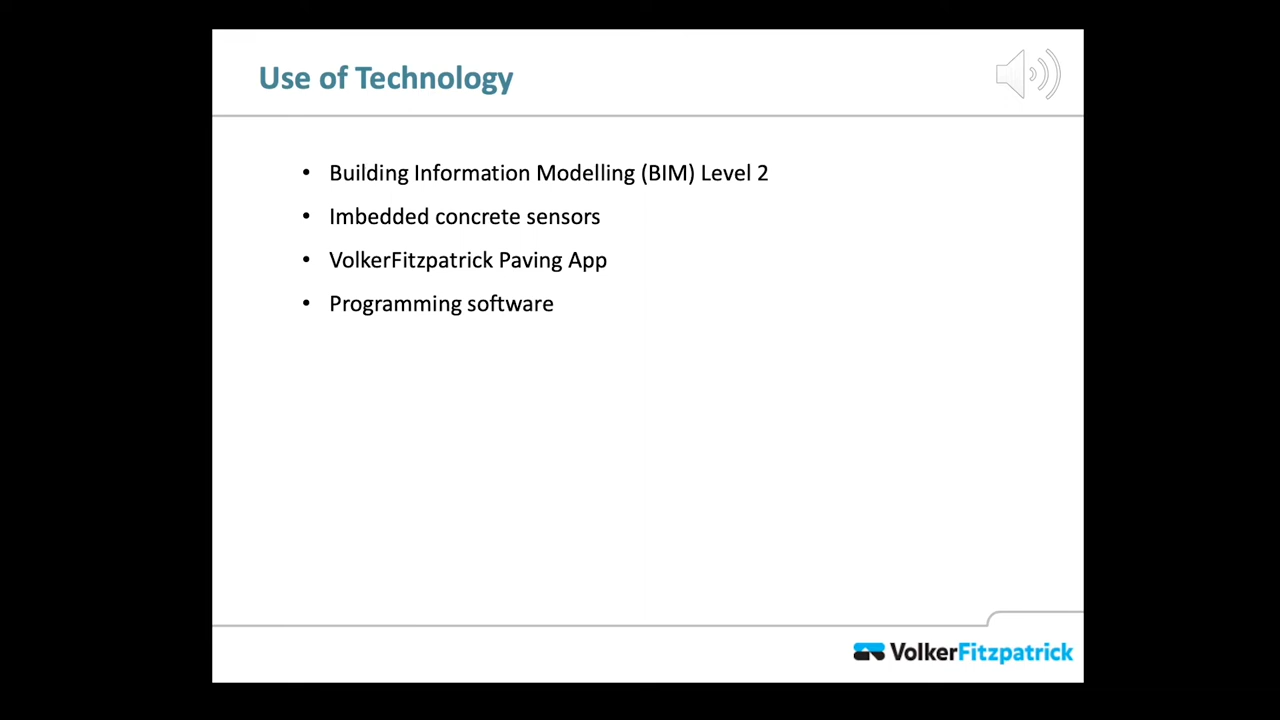 Use of Technology
• Building Information Modelling (BIM) Level 2
• Imbedded concrete sensors
• VolkerFitzpatrick Paving App
• Programming software
VolkerFitzpatrick